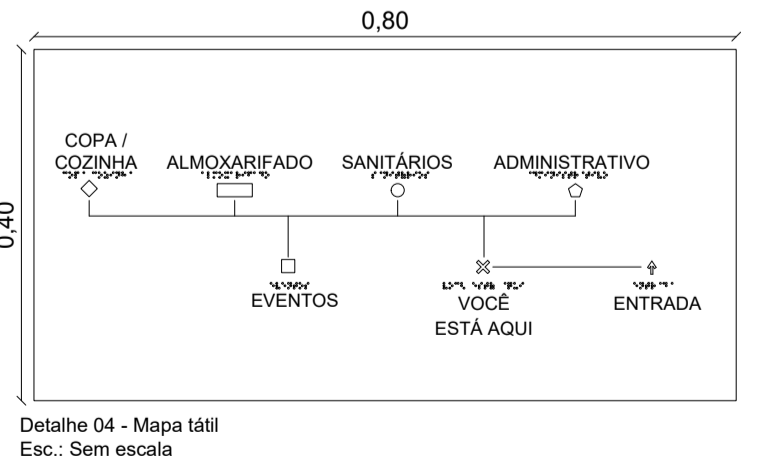 0,80
0,40
COPA /
COZINHA
ALMOXARIFADO
SANITÁRIOS
ADMINISTRATIVO
EVENTOS
VOCÊ
ESTÁ AQUI
ENTRADA
Detalhe 04 - Mapa tátil
Esc.: Sem escala